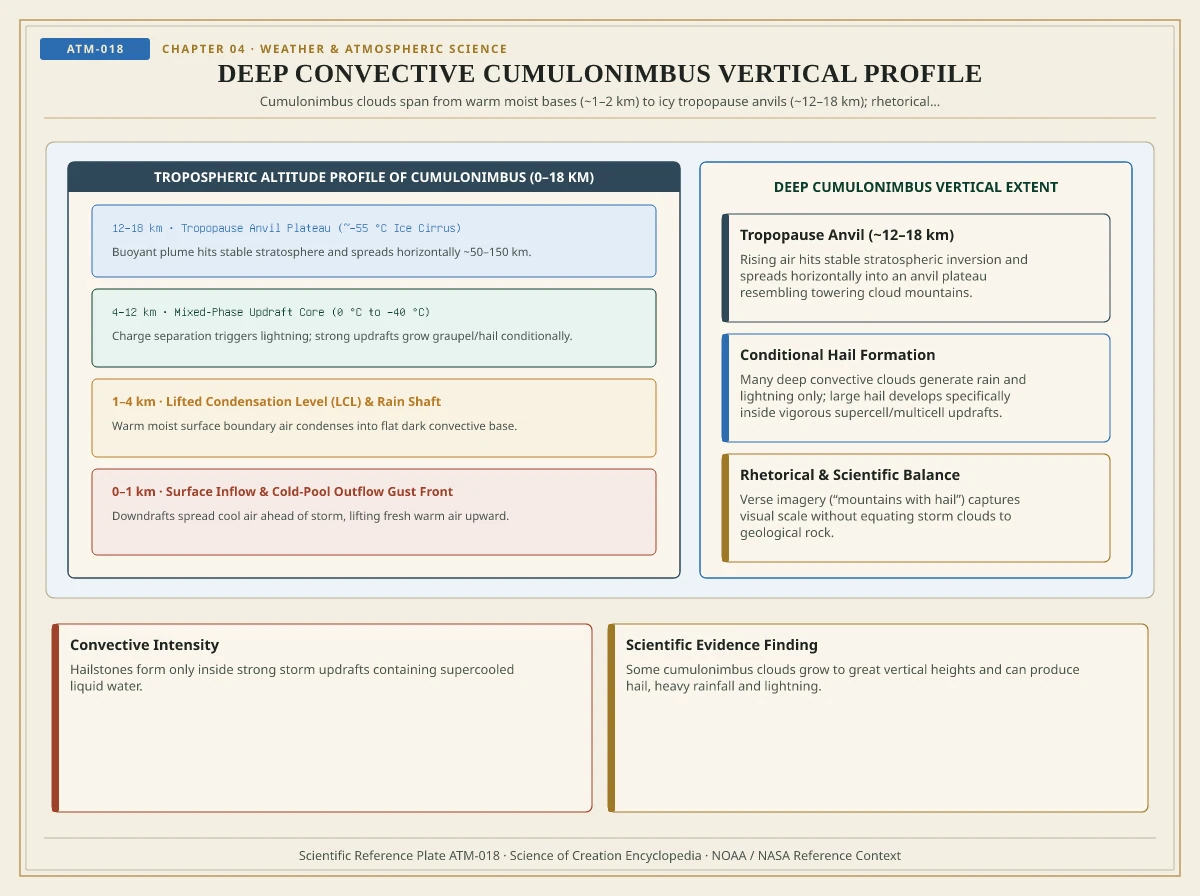 ATM-018
CHAPTER 04 · WEATHER & ATMOSPHERIC SCIENCE
DEEP CONVECTIVE CUMULONIMBUS VERTICAL PROFILE
Cumulonimbus clouds span from warm moist bases (~1–2 km) to icy tropopause anvils (~12–18 km); rhetorical...
TROPOSPHERIC ALTITUDE PROFILE OF CUMULONIMBUS (0–18 KM)
12–18 km · Tropopause Anvil Plateau (~−55 °C Ice Cirrus)
Buoyant plume hits stable stratosphere and spreads horizontally ~50–150 km.
4–12 km · Mixed-Phase Updraft Core (0 °C to −40 °C)
Charge separation triggers lightning; strong updrafts grow graupel/hail conditionally.
1–4 km · Lifted Condensation Level (LCL) & Rain Shaft
Warm moist surface boundary air condenses into flat dark convective base.
0–1 km · Surface Inflow & Cold-Pool Outflow Gust Front
Downdrafts spread cool air ahead of storm, lifting fresh warm air upward.
DEEP CUMULONIMBUS VERTICAL EXTENT
Tropopause Anvil (~12–18 km)
Rising air hits stable stratospheric inversion and
spreads horizontally into an anvil plateau
resembling towering cloud mountains.
Conditional Hail Formation
Many deep convective clouds generate rain and
lightning only; large hail develops specifically
inside vigorous supercell/multicell updrafts.
Rhetorical & Scientific Balance
Verse imagery (“mountains with hail”) captures
visual scale without equating storm clouds to
geological rock.
Convective Intensity
Hailstones form only inside strong storm updrafts containing supercooled
liquid water.
Scientific Evidence Finding
Some cumulonimbus clouds grow to great vertical heights and can produce
hail, heavy rainfall and lightning.
Scientific Reference Plate ATM-018 · Science of Creation Encyclopedia · NOAA / NASA Reference Context